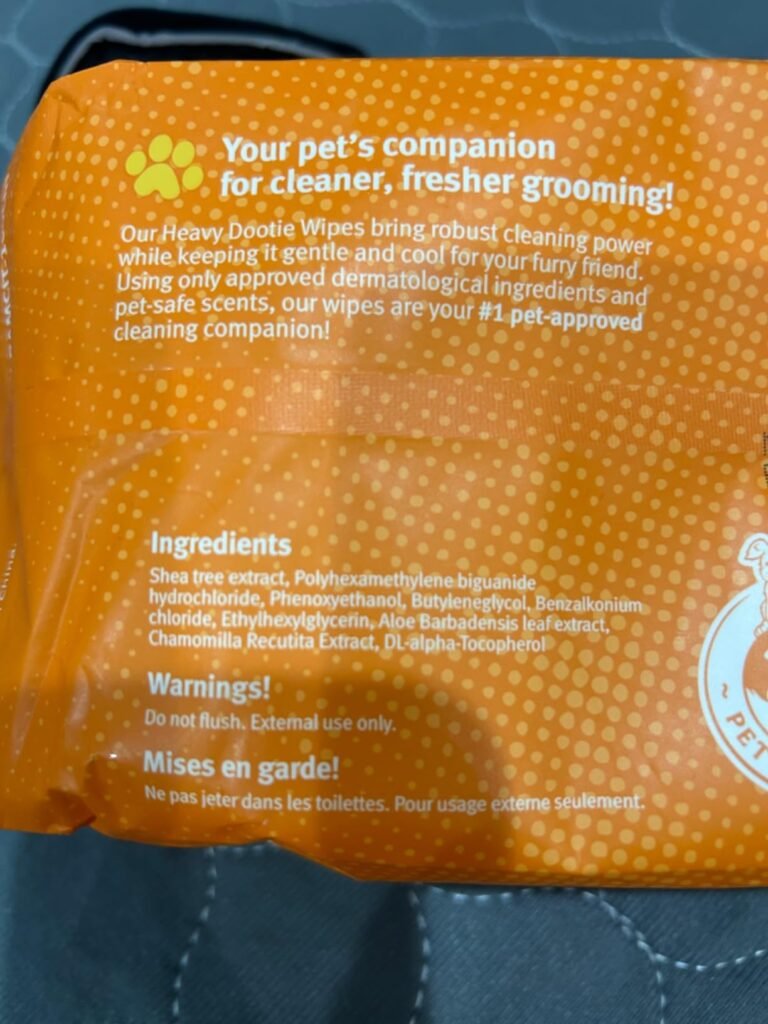 Your pet's companion
for cleaner, fresher grooming!
Our Heavy Dootie Wipes bring robust cleaning power
while keeping it gentle and cool for your furry friend.
Using only approved dermatological ingredients and
pet-safe scents, our wipes are your #1 pet-approved
cleaning companion!
Ingredients
Shea tree extract, Polyhexamethylene biguanide
hydrochloride, Phenoxyethanol, Butyleneglycol, Benzalkonium
chloride, Ethylhexylglycerin, Aloe Barbadensis leaf extract,
Chamomilla Recutita Extract, DL-alpha-Tocopherol
Warnings!
Do not flush. External use only.
Mises en garde!
Ne pas jeter dans les toilettes. Pour usage externe seulement.
~ PET